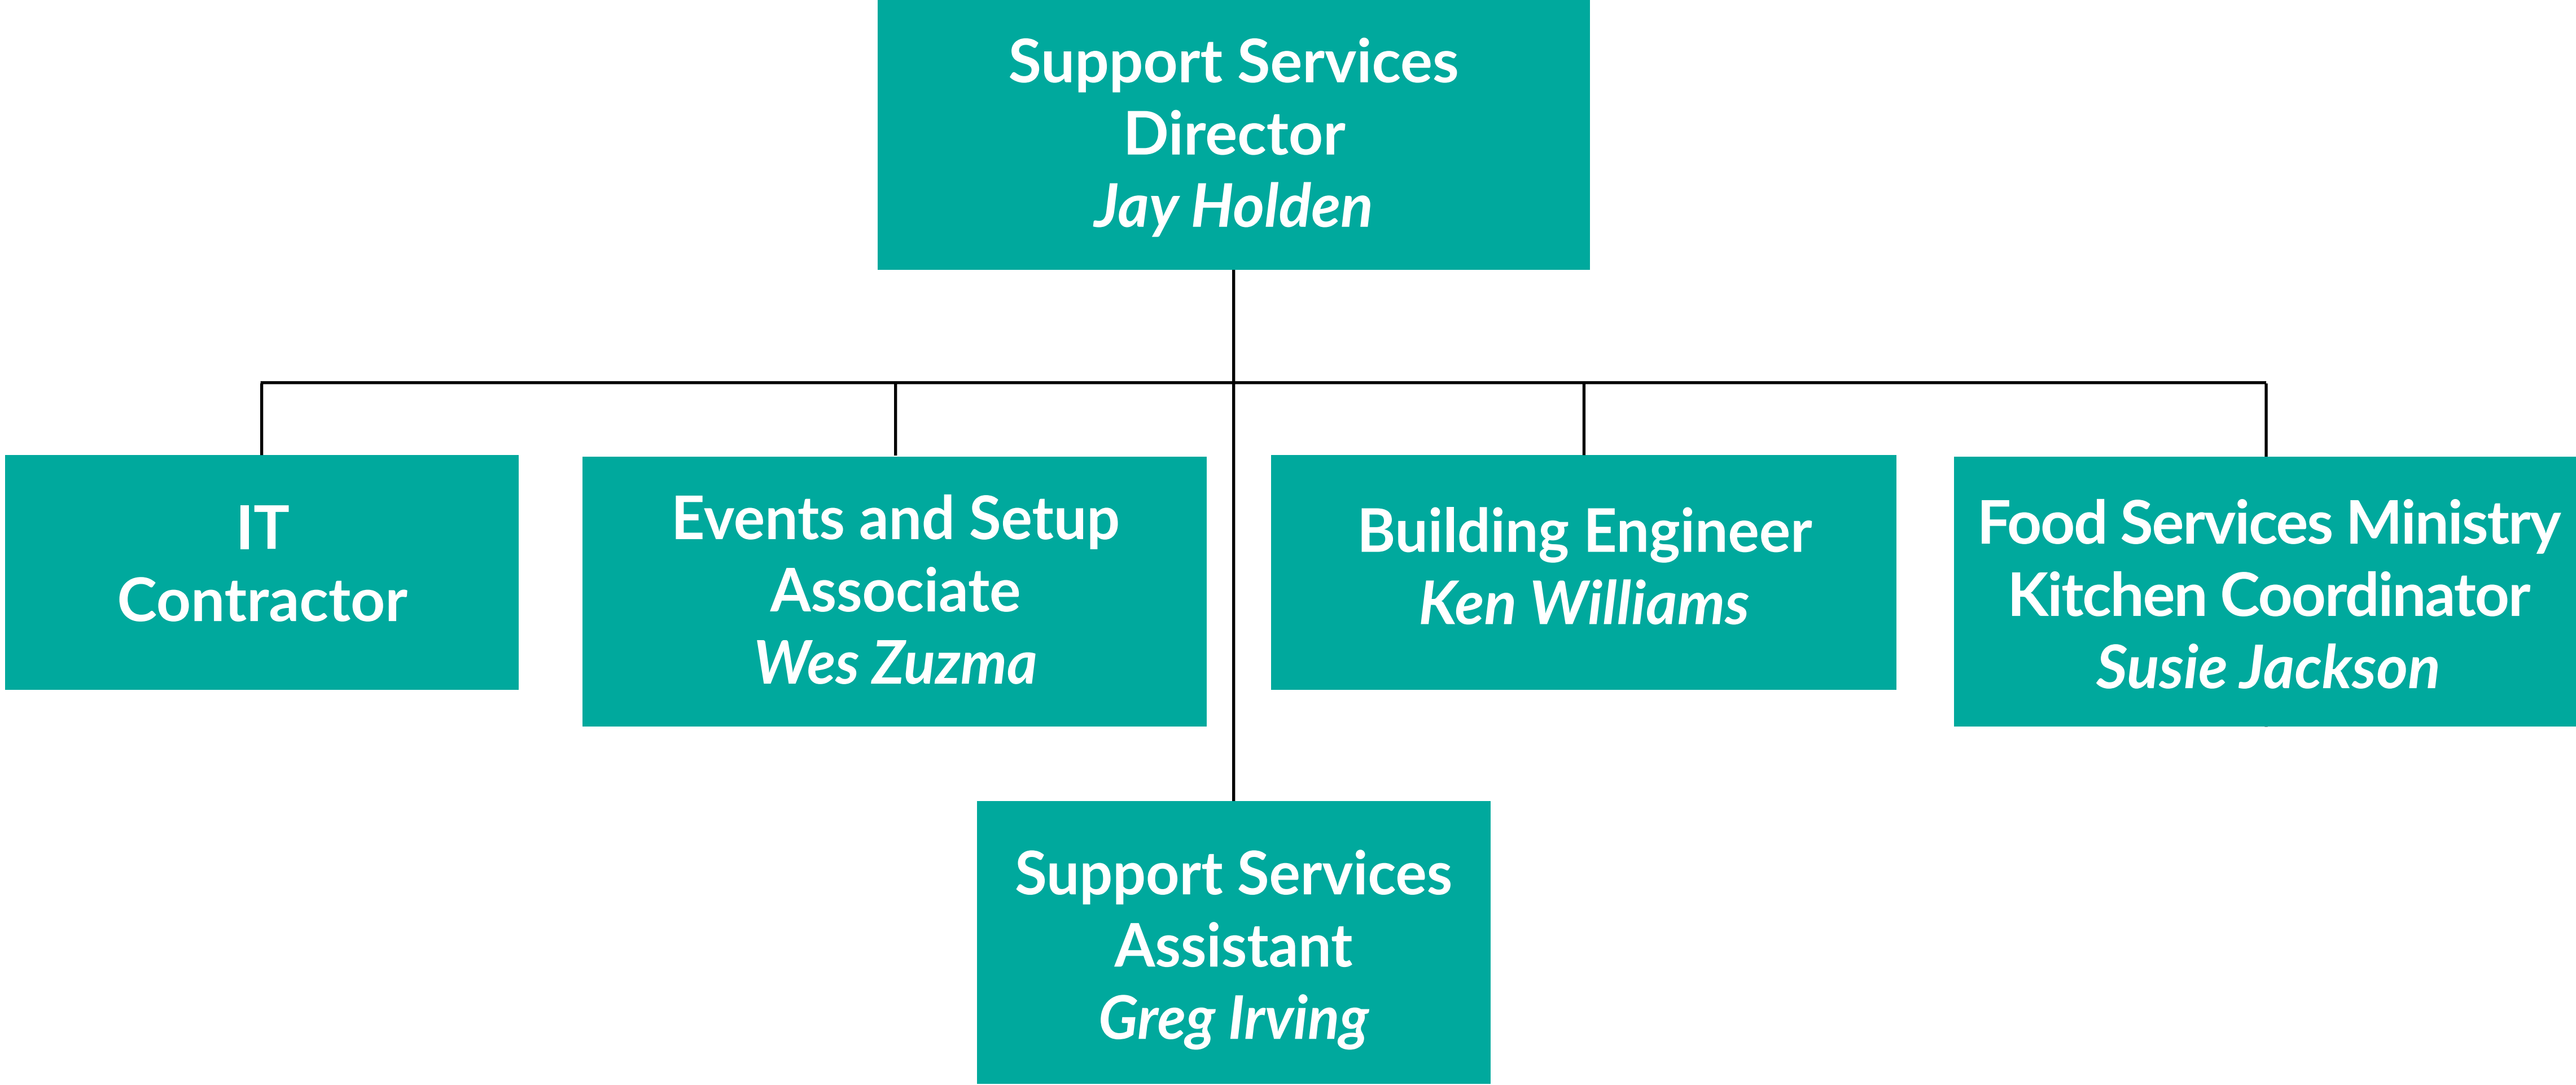 Support Services
Director
Jay Holden
IT
Contractor
Events and Setup
Associate
Wes Zuzma
Building Engineer
Ken Williams
Food Services Ministry
Kitchen Coordinator
Susie Jackson
Support Services
Assistant
Greg Irving